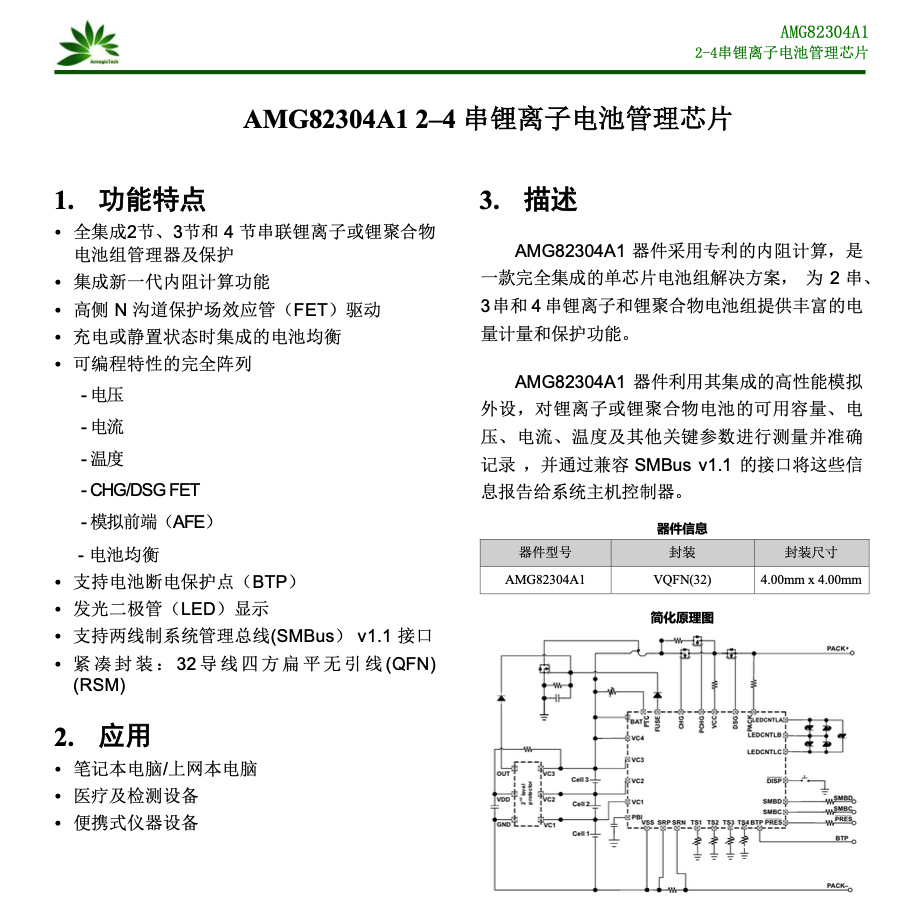 AnmagicTech
AMG82304A1
2-4串锂离子电池管理芯片
AMG82304A1 2–4 串锂离子电池管理芯片
1. 功能特点
• 全集成2节、3节和 4 节串联锂离子或锂聚合物
电池组管理器及保护
• 集成新一代内阻计算功能
• 高侧 N 沟道保护场效应管（FET）驱动
• 充电或静置状态时集成的电池均衡
• 可编程特性的完全阵列
- 电压
- 电流
- 温度
- CHG/DSG FET
- 模拟前端（AFE）
- 电池均衡
• 支持电池断电保护点（BTP）
• 发光二极管（LED）显示
• 支持两线制系统管理总线(SMBus） v1.1 接口
• 紧凑封装：32导线四方扁平无引线(QFN)
(RSM)
2. 应用
• 笔记本电脑/上网本电脑
• 医疗及检测设备
• 便携式仪器设备
3. 描述
AMG82304A1 器件采用专利的内阻计算，是
一款完全集成的单芯片电池组解决方案， 为 2 串、
3串和 4 串锂离子和锂聚合物电池组提供丰富的电
量计量和保护功能。
AMG82304A1 器件利用其集成的高性能模拟
外设，对锂离子或锂聚合物电池的可用容量、电
压、电流、温度及其他关键参数进行测量并准确
记录 ，并通过兼容 SMBus v1.1 的接口将这些信
息报告给系统主机控制器。
器件信息
器件型号 封装 封装尺寸
AMG82304A1 VQFN(32) 4.00mm x 4.00mm
简化原理图
PACK+
BAT PTC FUSE CHG PCHG VCC DSG PACK LEDCNTLA
VC4 LEDCNTLB
LEDCNTLC
VC3
OUT VC3 Cell 3 VC2 DISP
2nd level protector
VDD VC2 Cell 2 VC1 SMBD SMBD
SMBC SMBC
GND VC1 PBI PRES PRES
Cell 1 VSS SRP SRN TS1 TS2 TS3 TS4 BTP
BTP
PACK–